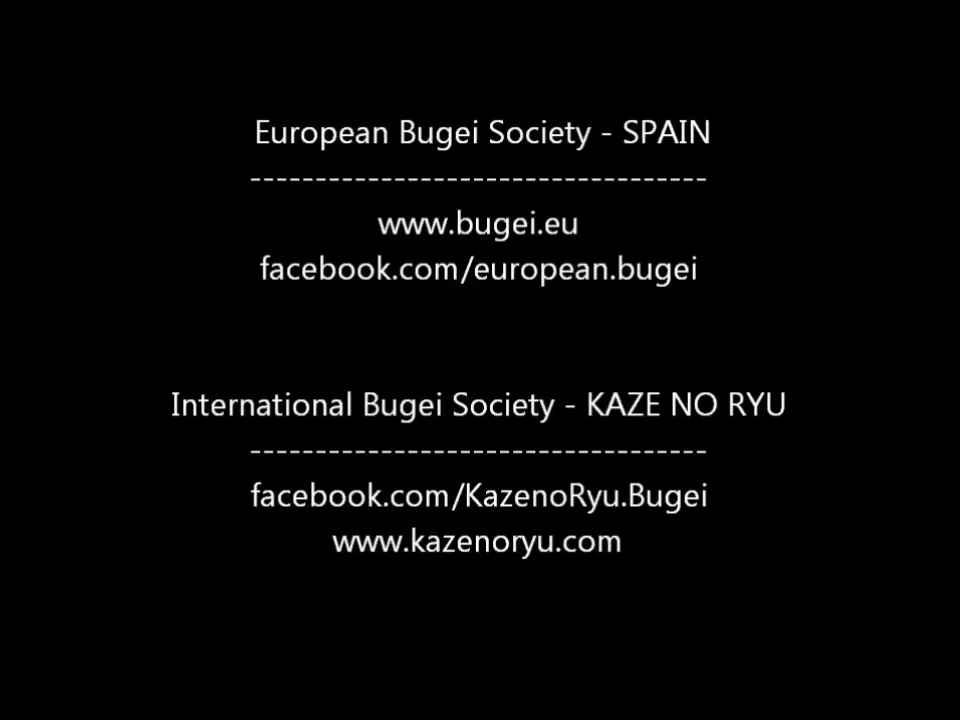 European Bugei Society - SPAIN
-----------------------------------
www.bugei.eu
facebook.com/european.bugei
International Bugei Society - KAZE NO RYU
-----------------------------------
facebook.com/KazenoRyu.Bugei
www.kazenoryu.com